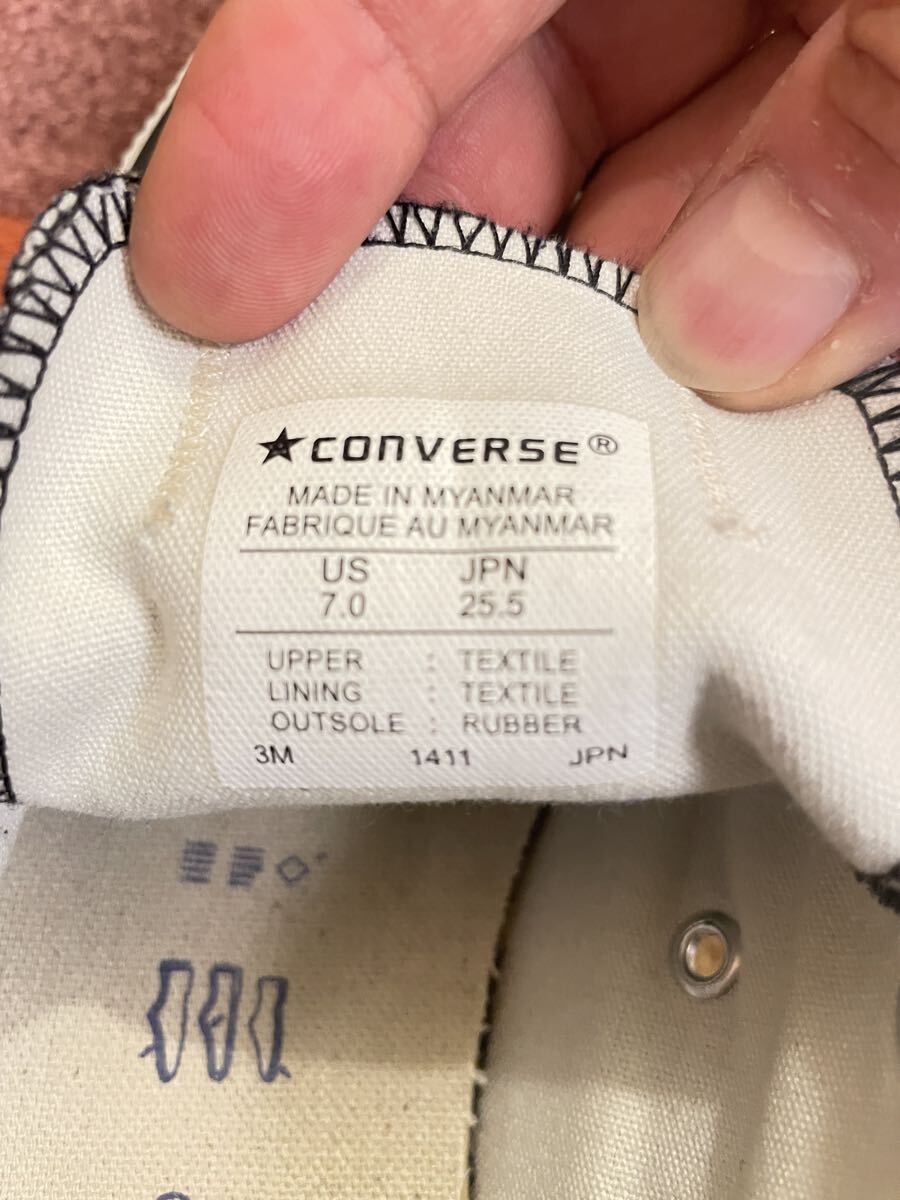 ★CONVERSE®
MADE IN MYANMAR
FABRIQUE AU MYANMAR
US JPN
7.0 25.5
UPPER : TEXTILE
LINING : TEXTILE
OUTSOLE : RUBBER
3M 1411 JPN